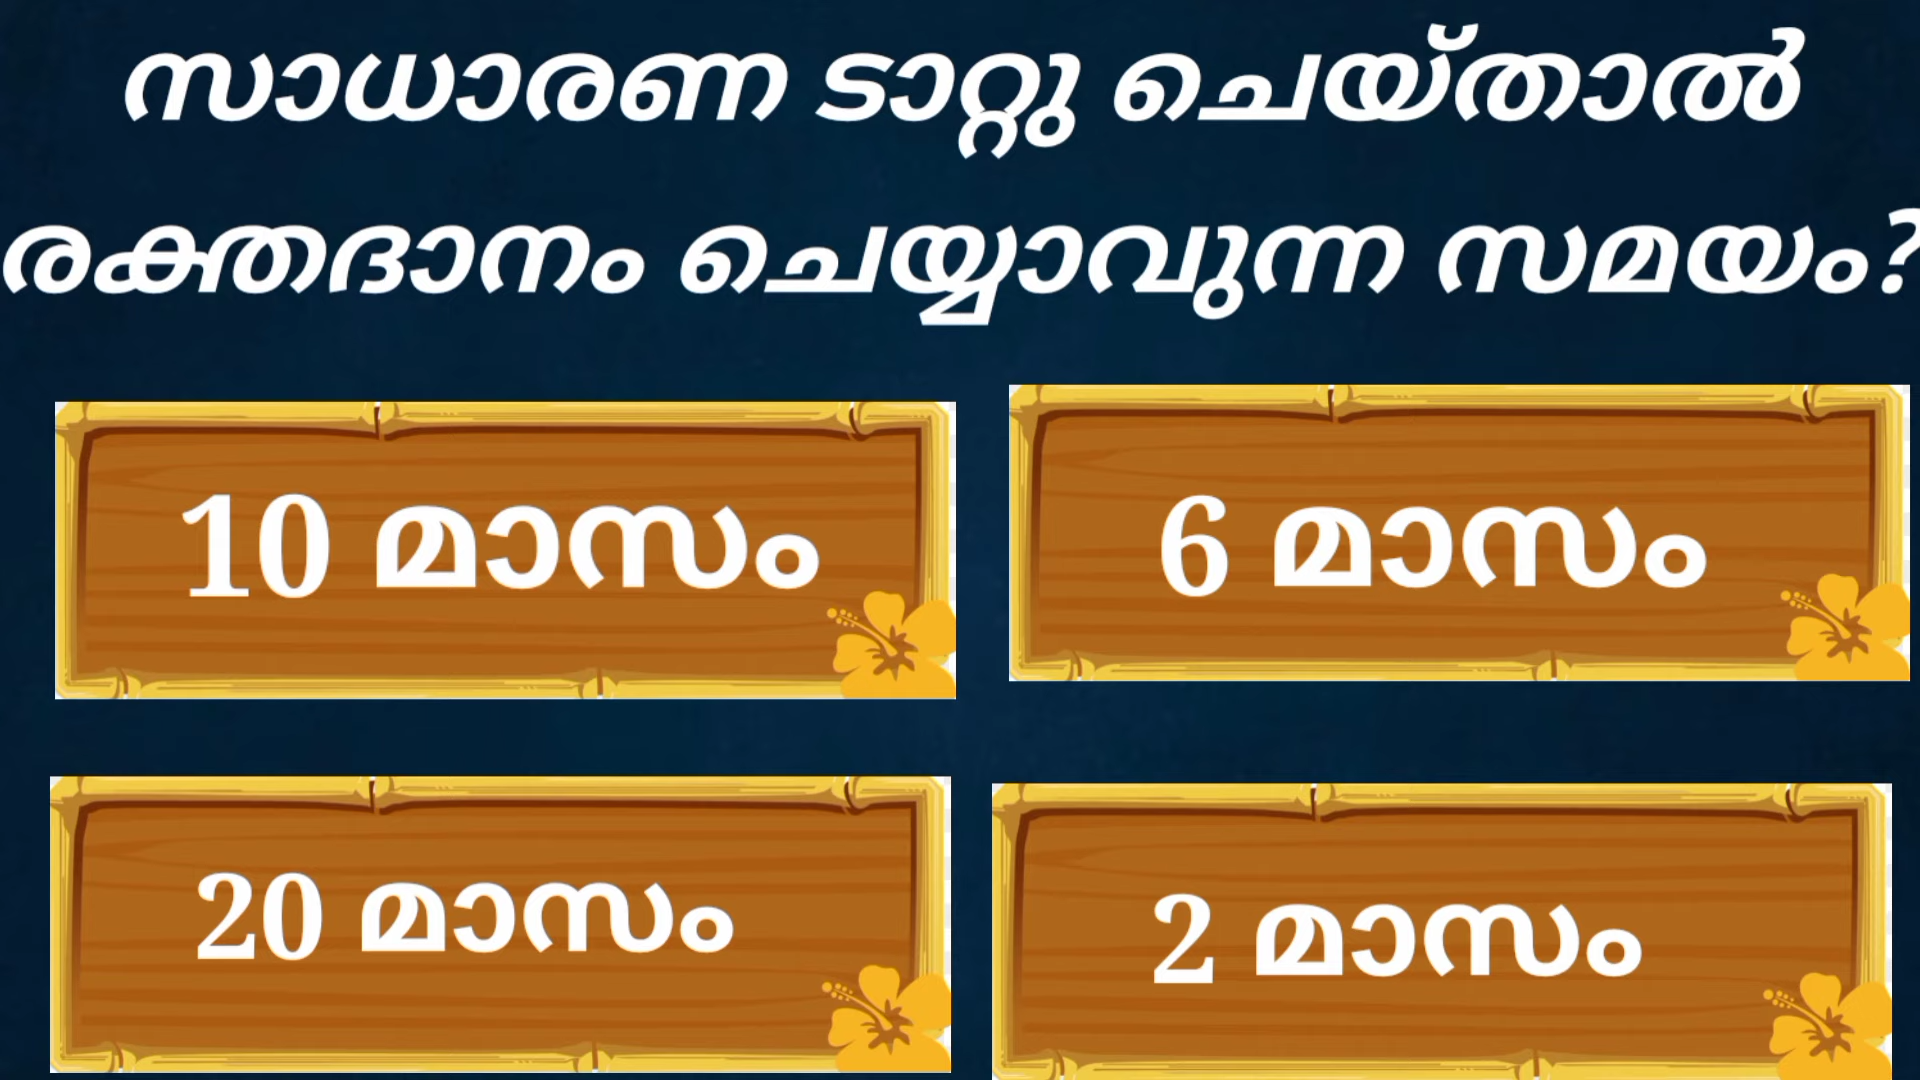 സാധാരണ ടാറ്റു ചെയ്താൽ
രക്തദാനം ചെയ്യാവുന്ന സമയം?
10 മാസം
6 മാസം
20 മാസം
2 മാസം